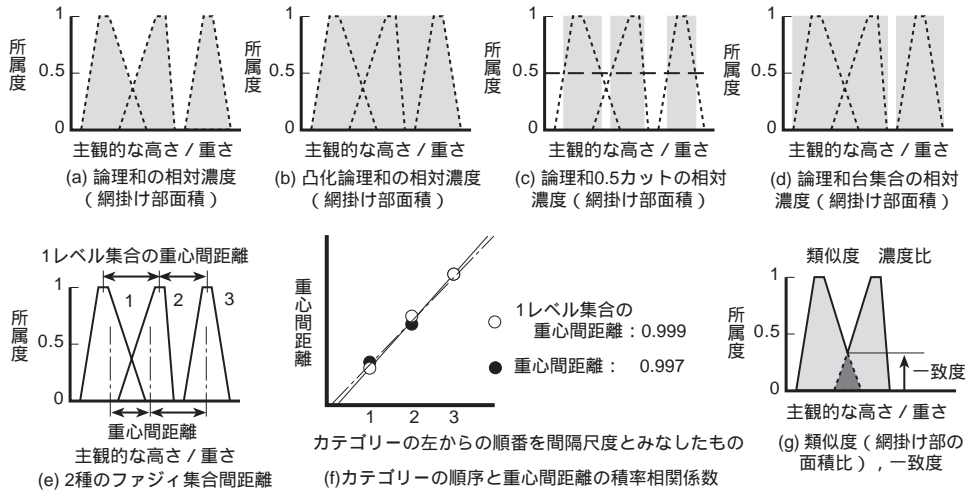 所属度
1
0.5
0
主観的な高さ / 重さ
(a) 論理和の相対濃度
( 網掛け部面積 )
所属度
1
0.5
0
主観的な高さ / 重さ
(b) 凸化論理和の相対濃度
( 網掛け部面積 )
所属度
1
0.5
0
主観的な高さ / 重さ
(c) 論理和0.5カットの相対
濃度 ( 網掛け部面積 )
所属度
1
0.5
0
主観的な高さ / 重さ
(d) 論理和台集合の相対
濃度 ( 網掛け部面積 )
1レベル集合の重心間距離
所属度
1
0.5
0
1
2
3
重心間距離
主観的な高さ / 重さ
(e) 2種のファジィ集合間距離
重心間距離
1レベル集合の
重心間距離 : 0.999
重心間距離 : 0.997
1 2 3
カテゴリーの左からの順番を間隔尺度とみなしたもの
(f)カテゴリーの順序と重心間距離の積率相関係数
類似度 濃度比
所属度
1
0.5
0
一致度
主観的な高さ / 重さ
(g) 類似度 ( 網掛け部の
面積比 ) , 一致度